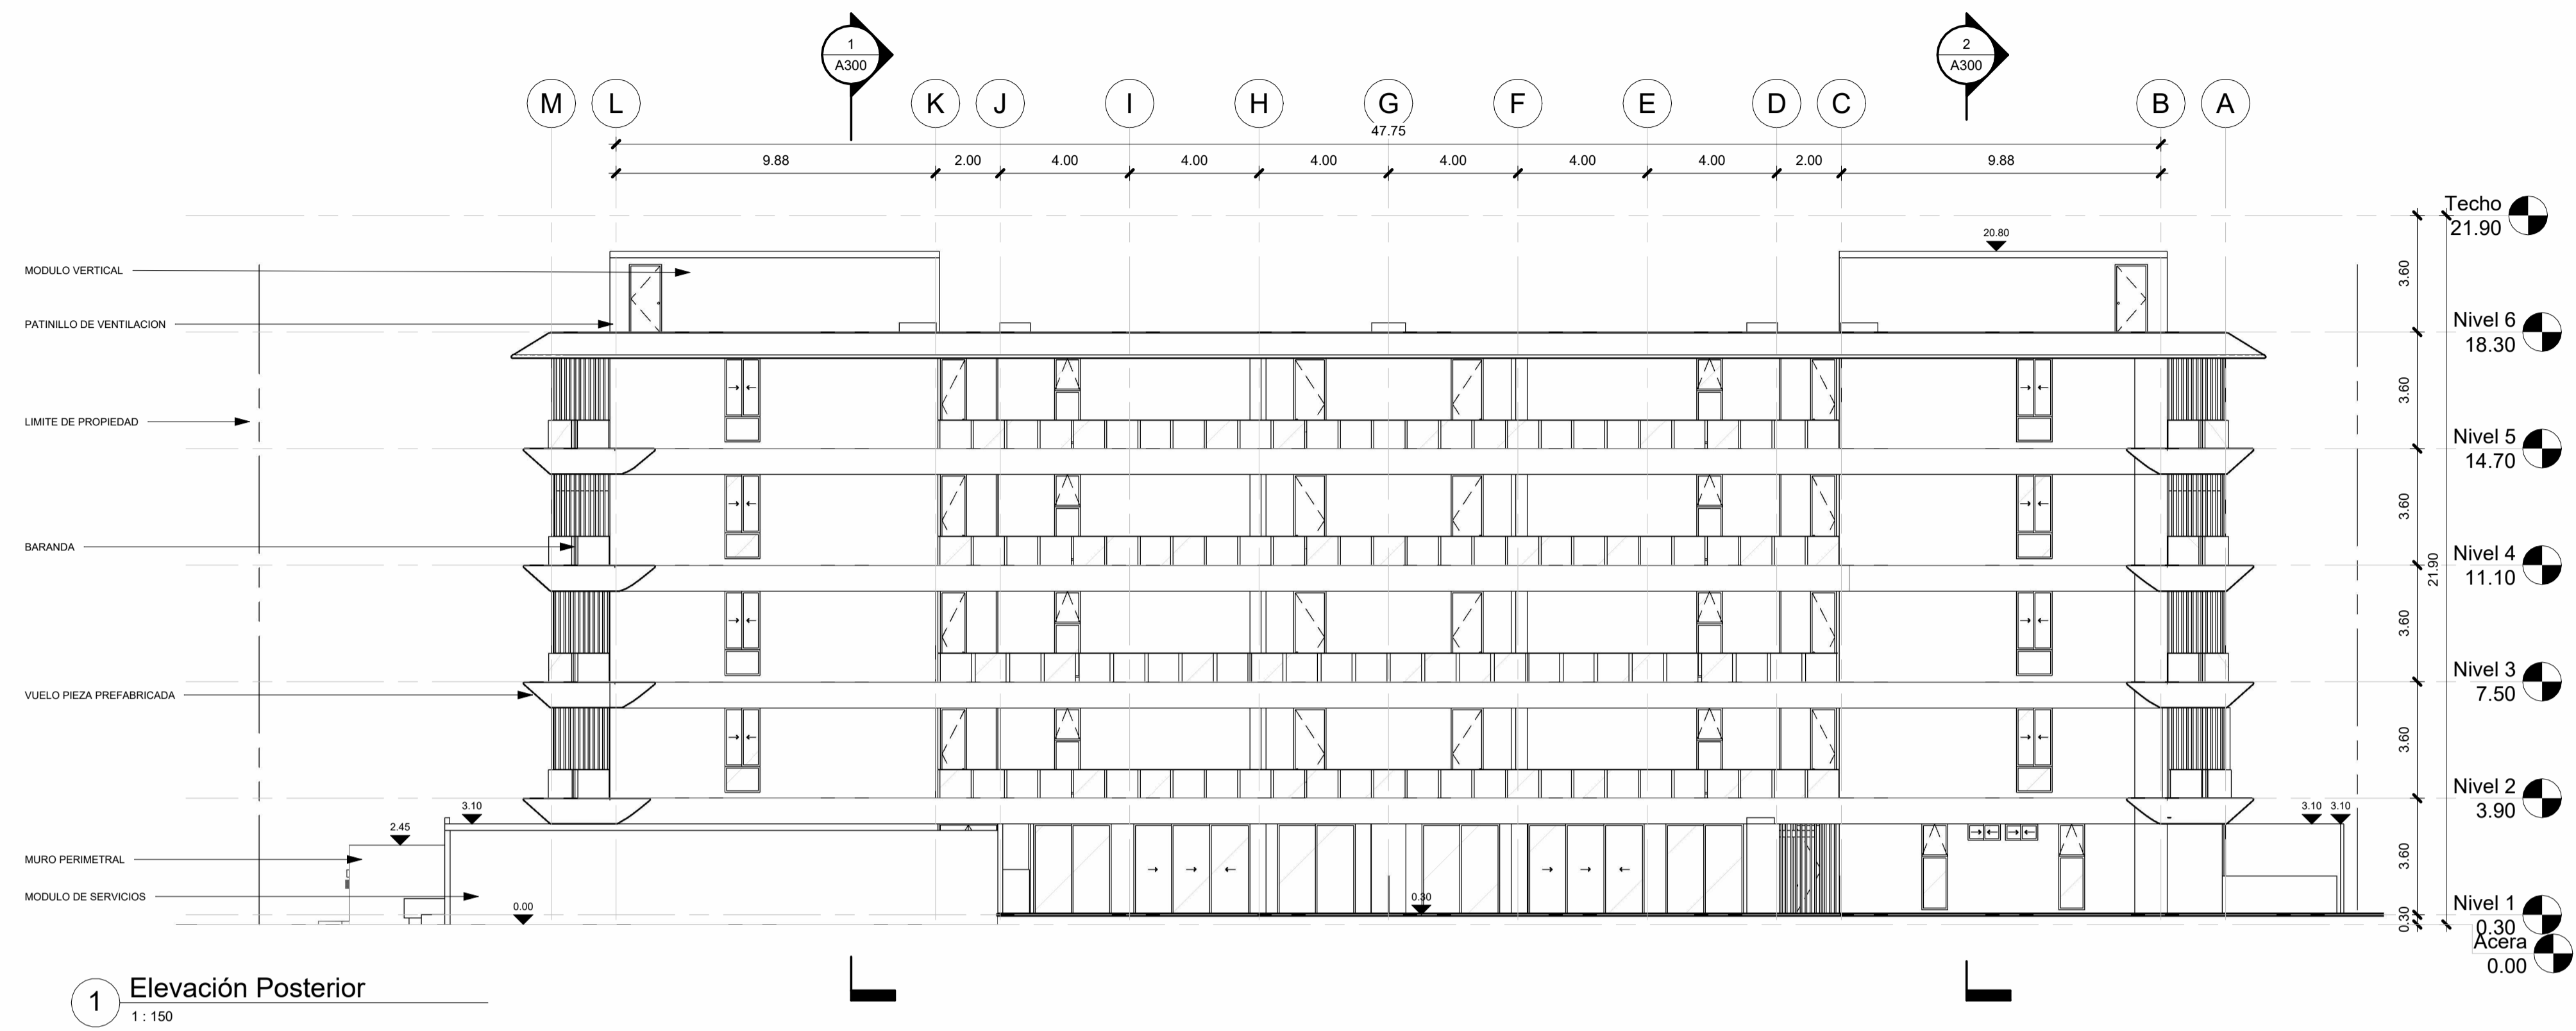 1
A300
2
A300
M L K J I H G F E D C B A
47.75
9.88 2.00 4.00 4.00 4.00 4.00 4.00 4.00 2.00 9.88
Techo
21.90
20.80
MODULO VERTICAL
3.60
PATINILLO DE VENTILACION
Nivel 6
18.30
3.60
LIMITE DE PROPIEDAD
Nivel 5
14.70
3.60
BARANDA
Nivel 4
11.10
21.90
3.60
VUELO PIEZA PREFABRICADA
Nivel 3
7.50
3.60
Nivel 2
3.90
3.10
3.10 3.10
2.45
MURO PERIMETRAL
3.60
MODULO DE SERVICIOS
0.00
0.30
Nivel 1
0.30
0.30
Acera
0.00
1
Elevación Posterior
1 : 150